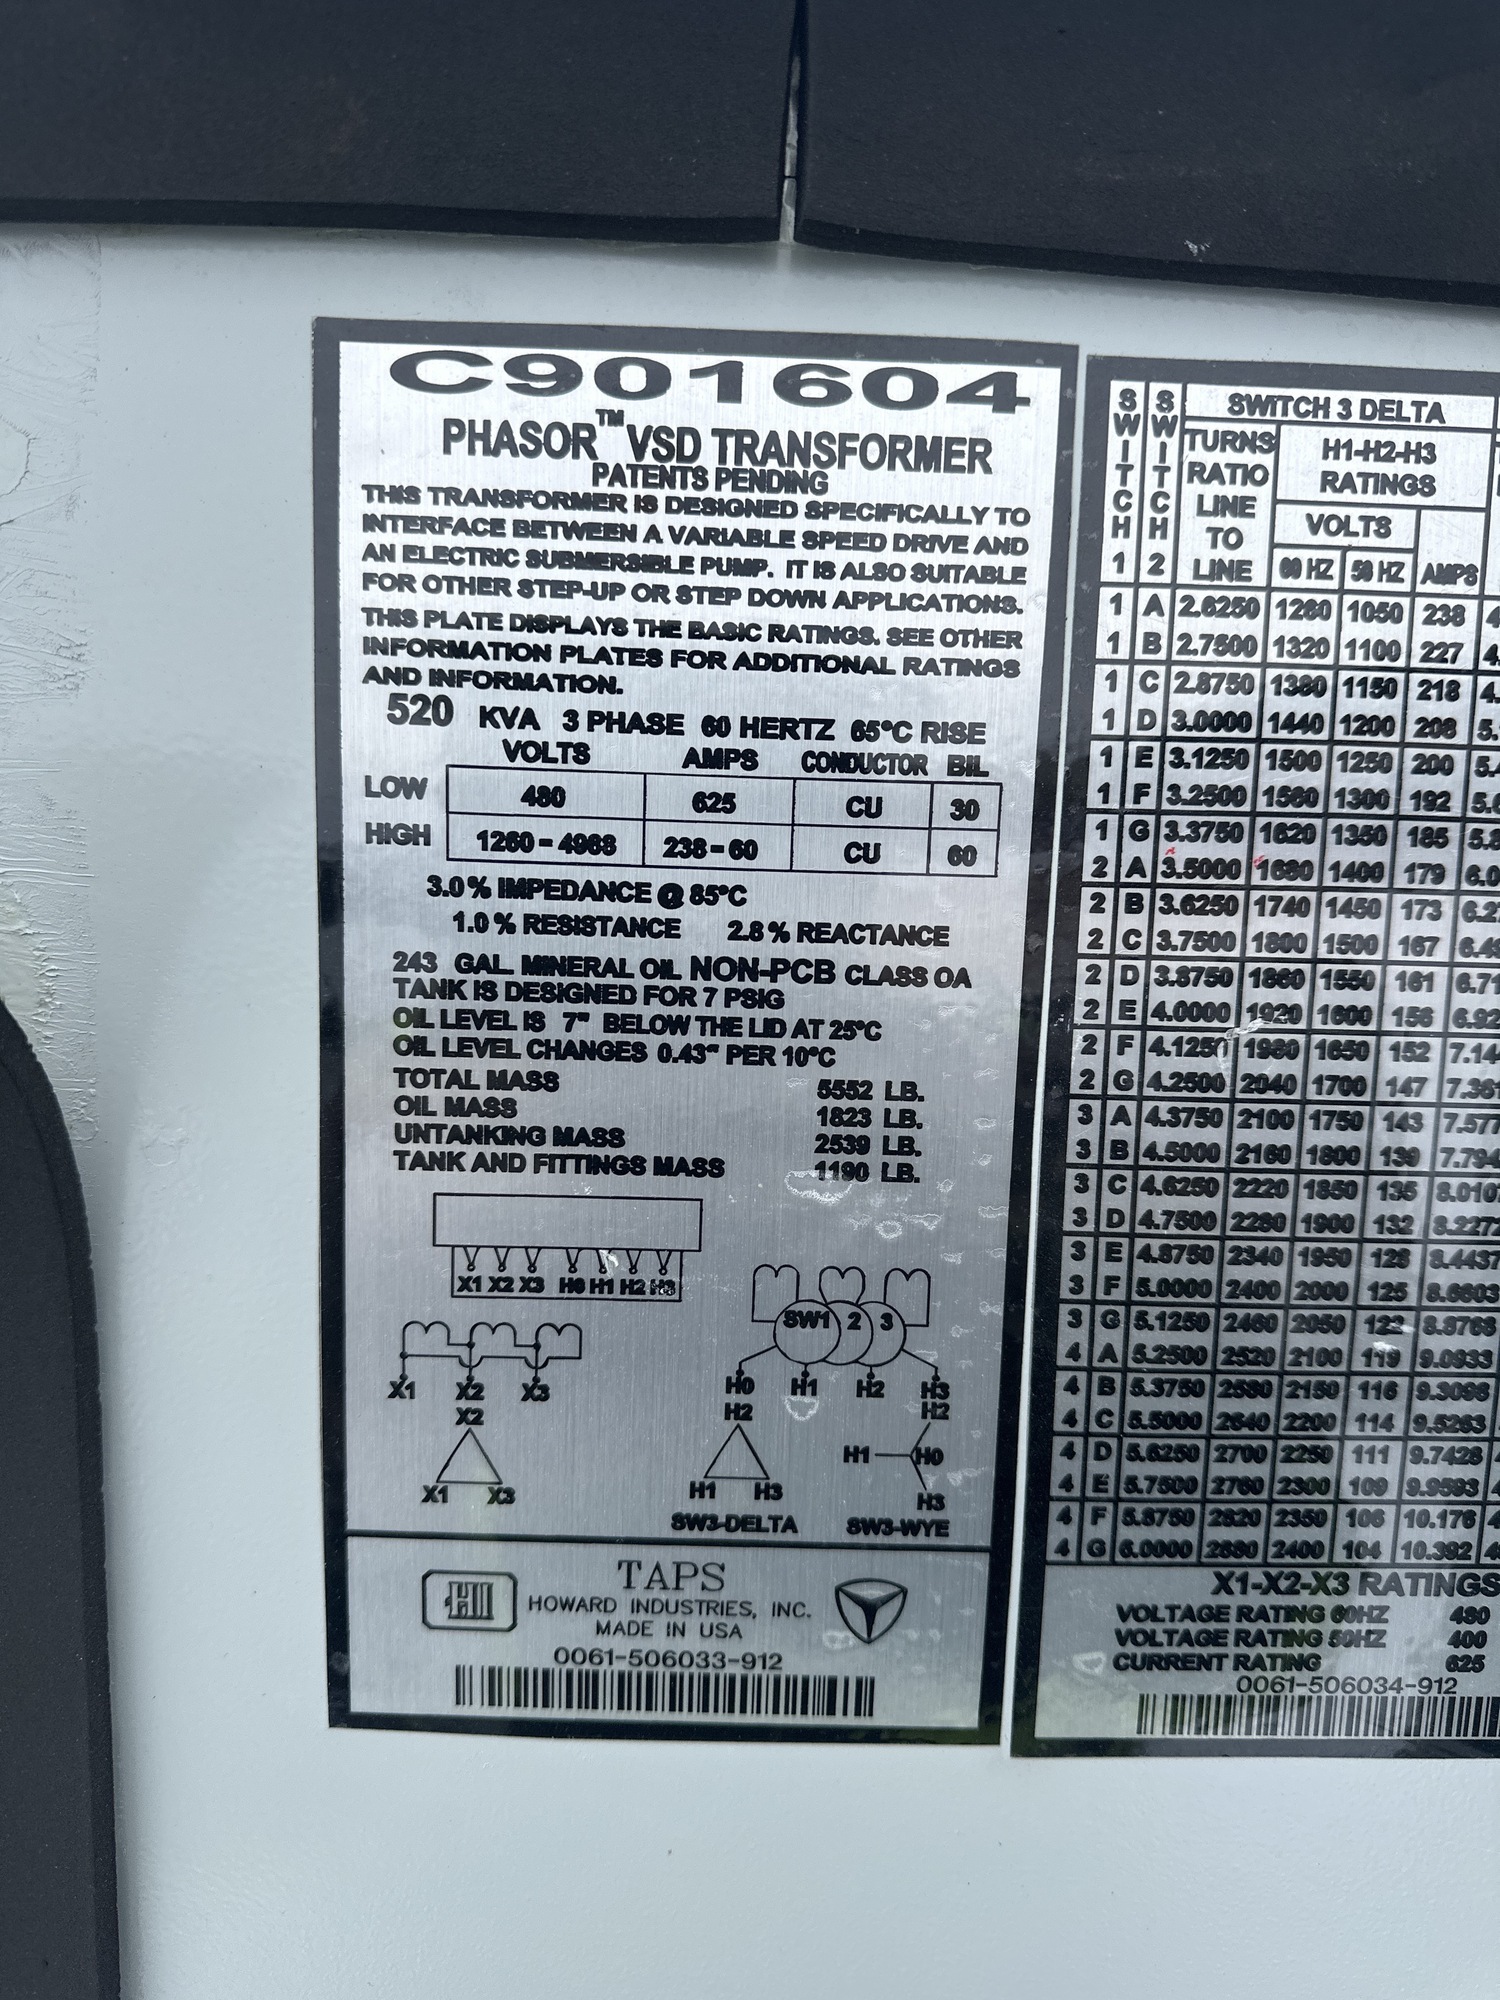 C901604
PHASOR™ VSD TRANSFORMER
PATENTS PENDING
THIS TRANSFORMER IS DESIGNED SPECIFICALLY TO
INTERFACE BETWEEN A VARIABLE SPEED DRIVE AND
AN ELECTRIC SUBMERSIBLE PUMP. IT IS ALSO SUITABLE
FOR OTHER STEP-UP OR STEP DOWN APPLICATIONS.
THIS PLATE DISPLAYS THE BASIC RATINGS. SEE OTHER
INFORMATION PLATES FOR ADDITIONAL RATINGS
AND INFORMATION.
520 KVA 3 PHASE 60 HERTZ 65°C RISE
VOLTS AMPS CONDUCTOR BIL
LOW 480 625 CU 30
HIGH 1260-4988 238-60 CU 60
3.0% IMPEDANCE @ 85°C
1.0% RESISTANCE 2.8% REACTANCE
243 GAL MINERAL OIL NON-PCB CLASS OA
TANK IS DESIGNED FOR 7 PSIG
OIL LEVEL IS 7" BELOW THE LID AT 25°C
OIL LEVEL CHANGES 0.43" PER 10°C
TOTAL MASS 5552 LB.
OIL MASS 1823 LB.
UNTANKING MASS 2539 LB.
TANK AND FITTINGS MASS 1190 LB.
X1 X2 X3 H0 H1 H2 H3
SW1 2 3
X1 X2 X3
H0 H1 H2 H3
X2
X1 X3
H2
H1 H3
SW3-DELTA
H2
H1 H0
H3
SW3-WYE
TAPS
HOWARD INDUSTRIES, INC.
MADE IN USA
0061-506033-912
SWITCH 1
SWITCH 2
SWITCH 3 DELTA
TURNS RATIO LINE TO LINE
H1-H2-H3
RATINGS
VOLTS
60 HZ 50 HZ AMPS
1 A 2.6250 1260 1050 238
1 B 2.7500 1320 1100 227
1 C 2.8750 1380 1150 218
1 D 3.0000 1440 1200 208
1 E 3.1250 1500 1250 200
1 F 3.2500 1560 1300 192
1 G 3.3750 1620 1350 185
2 A 3.5000 1680 1400 179
2 B 3.6250 1740 1450 173
2 C 3.7500 1800 1500 167
2 D 3.8750 1860 1550 161
2 E 4.0000 1920 1600 156
2 F 4.1250 1980 1650 152
2 G 4.2500 2040 1700 147
3 A 4.3750 2100 1750 143
3 B 4.5000 2160 1800 139
3 C 4.6250 2220 1850 135
3 D 4.7500 2280 1900 132
3 E 4.8750 2340 1950 128
3 F 5.0000 2400 2000 125 8.6603
3 G 5.1250 2460 2050 122 8.8768
4 A 5.2500 2520 2100 119 9.0933
4 B 5.3750 2580 2150 116 9.3098
4 C 5.5000 2640 2200 114 9.5263
4 D 5.6250 2700 2250 111 9.7428
4 E 5.7500 2760 2300 109 9.9593
4 F 5.8750 2820 2350 106 10.176
4 G 6.0000 2880 2400 104 10.392
X1-X2-X3 RATINGS
VOLTAGE RATING 60HZ 480
VOLTAGE RATING 50HZ 400
CURRENT RATING 625
0061-506034-912